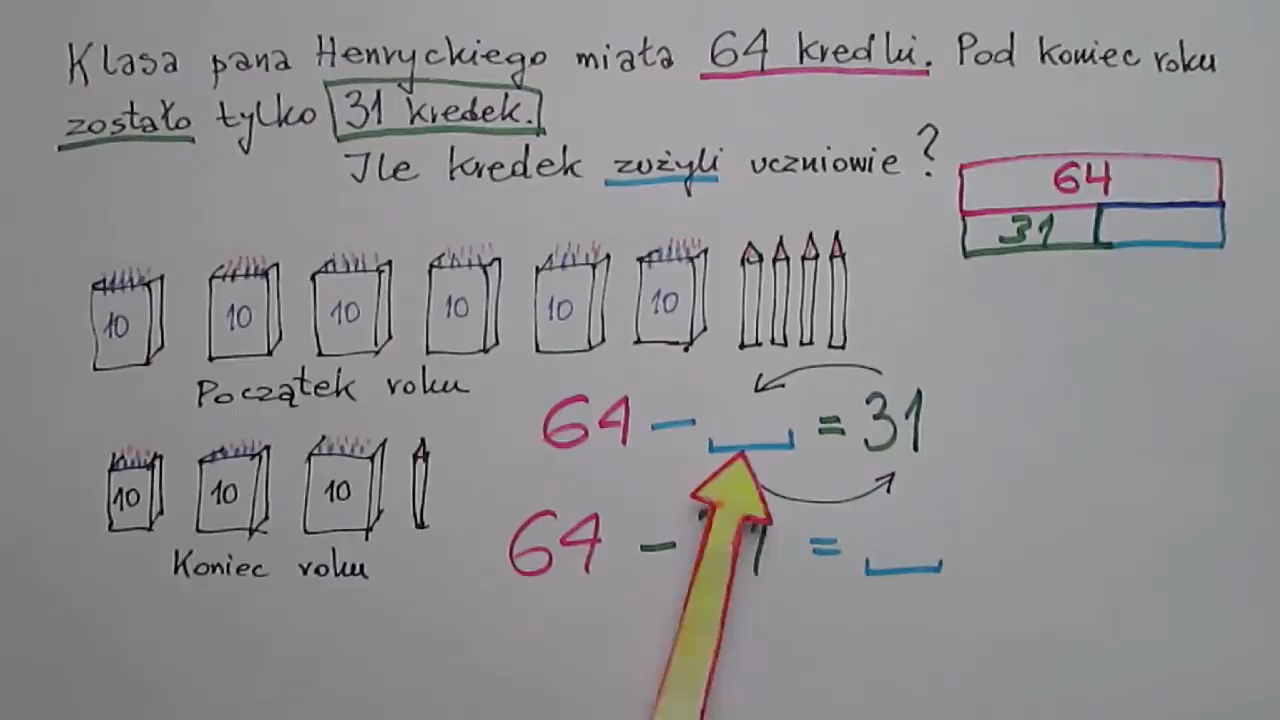 Klasa pana Henryckiego miała 64 kredki. Pod koniec roku
zostało tylko 31 kredek.
Ile kredek zużyli uczniowie?
64
31
10 10 10 10 10 10
Początek roku
64 - = 31
10 10 10
Koniec roku
64 - =